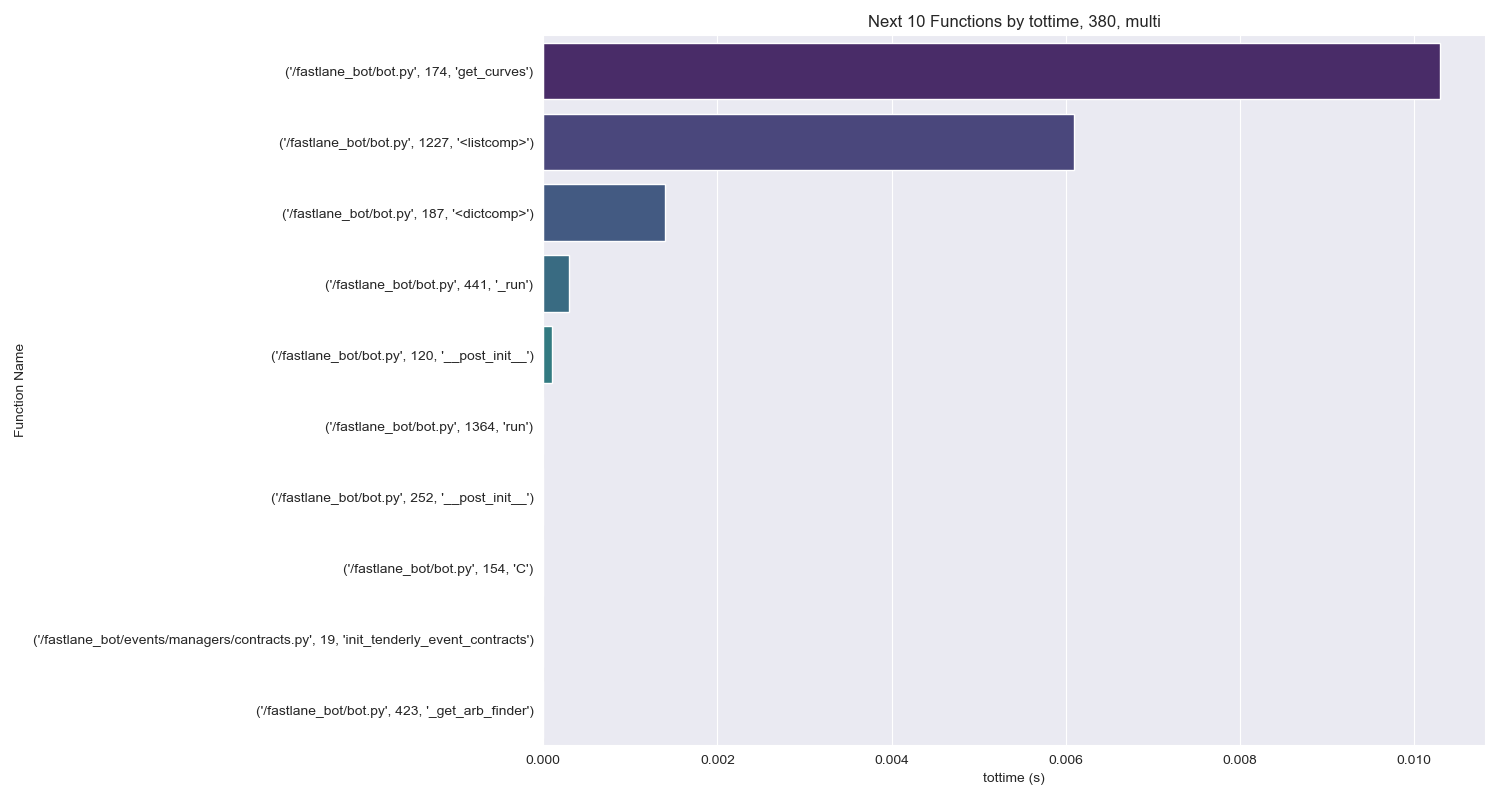 Next 10 Functions by tottime, 380, multi
('/fastlane_bot/bot.py', 174, 'get_curves')
('/fastlane_bot/bot.py', 1227, '<listcomp>')
('/fastlane_bot/bot.py', 187, '<dictcomp>')
('/fastlane_bot/bot.py', 441, '_run')
('/fastlane_bot/bot.py', 120, '__post_init__')
('/fastlane_bot/bot.py', 1364, 'run')
('/fastlane_bot/bot.py', 252, '__post_init__')
('/fastlane_bot/bot.py', 154, 'C')
('/fastlane_bot/events/managers/contracts.py', 19, 'init_tenderly_event_contracts')
('/fastlane_bot/bot.py', 423, '_get_arb_finder')
Function Name
0.000 0.002 0.004 0.006 0.008 0.010
tottime (s)